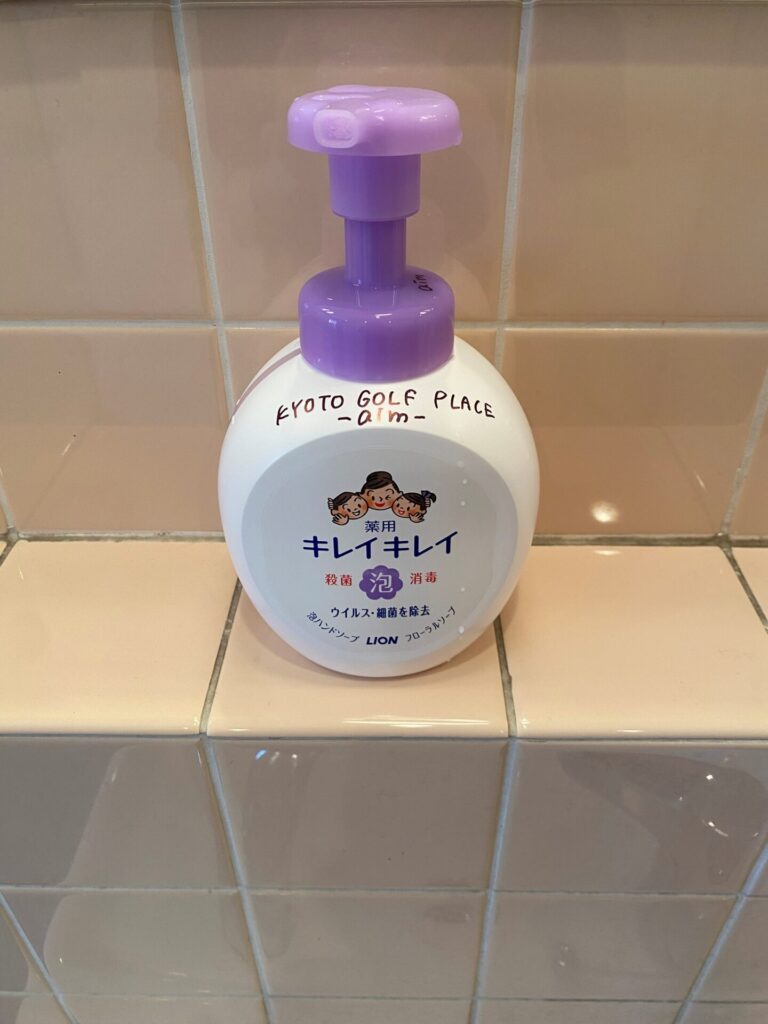 aim
KYOTO GOLF PLACE
-aim-
薬用
キレイキレイ
殺菌 泡 消毒
ウイルス・細菌を除去
泡ハンドソープ LION フローラルソープ